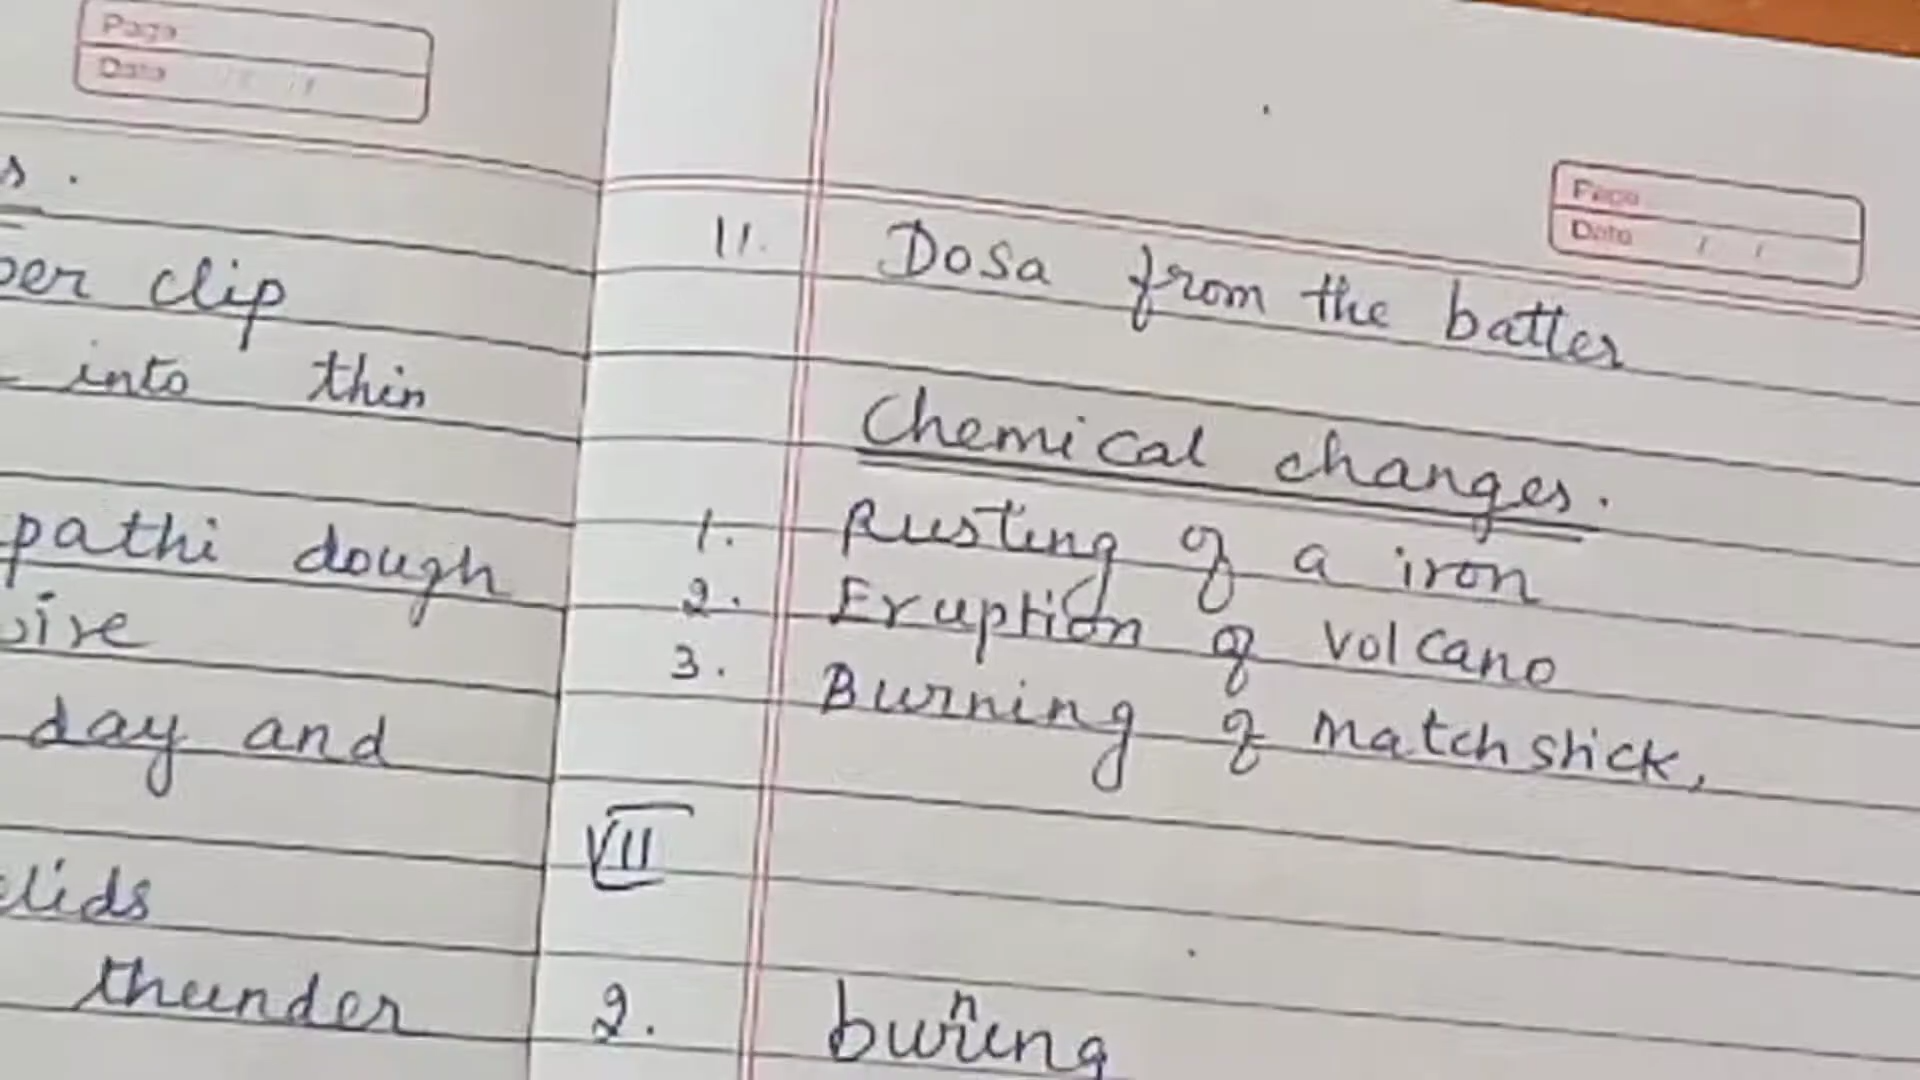 Page
Date
s.
per clip
into thin
pathi dough
wire
day and
lids
thunder
Page
Date / /
11. Dosa from the batter
Chemical changes.
1. Rusting of a iron
2. Eruption of volcano
3. Burning of matchstick,
VII
2. burning